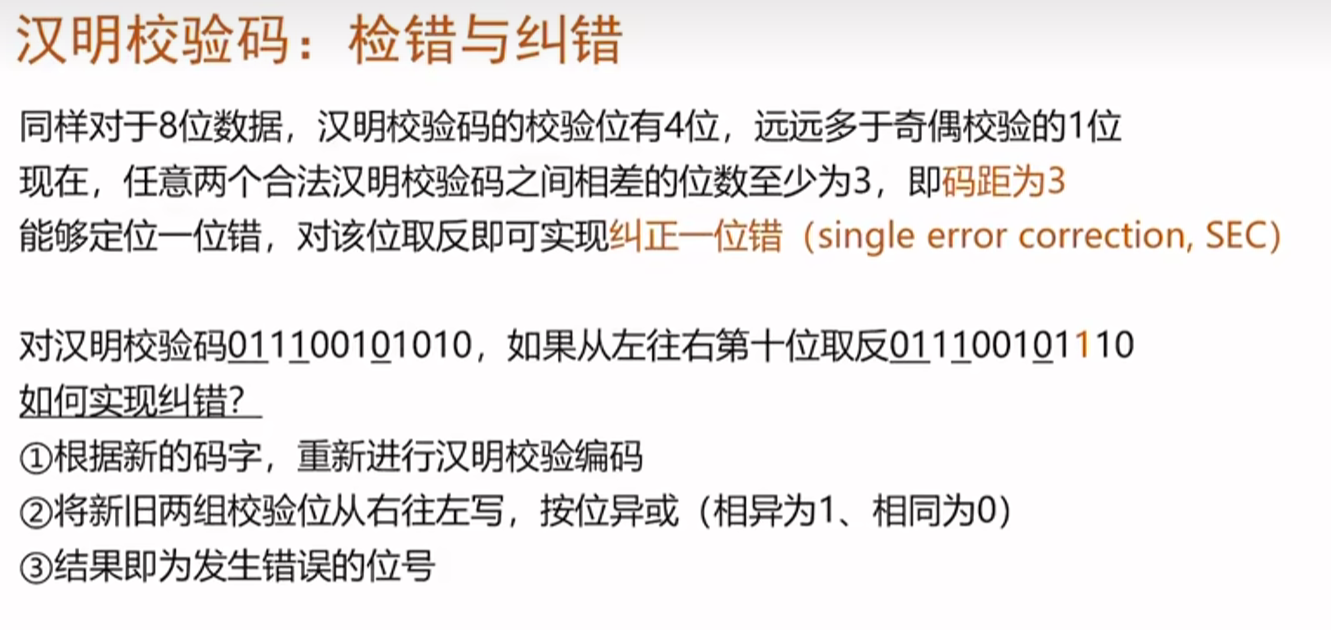 汉明校验码：检错与纠错
同样对于8位数据，汉明校验码的校验位有4位，远远多于奇偶校验的1位
现在，任意两个合法汉明校验码之间相差的位数至少为3，即码距为3
能够定位一位错，对该位取反即可实现纠正一位错（single error correction, SEC）
对汉明校验码011100101010，如果从左往右第十位取反011100101110
如何实现纠错？
①根据新的码字，重新进行汉明校验编码
②将新旧两组校验位从右往左写，按位异或（相异为1、相同为0）
③结果即为发生错误的位号